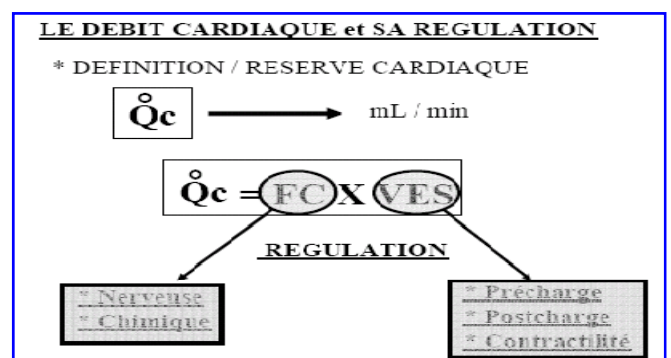 LE DEBIT CARDIAQUE et SA REGULATION
* DEFINITION / RESERVE CARDIAQUE
Q̊c mL / min
Q̊c = FC X VES
REGULATION
* Nerveuse
* Chimique
* Précharge
* Postcharge
* Contractilité